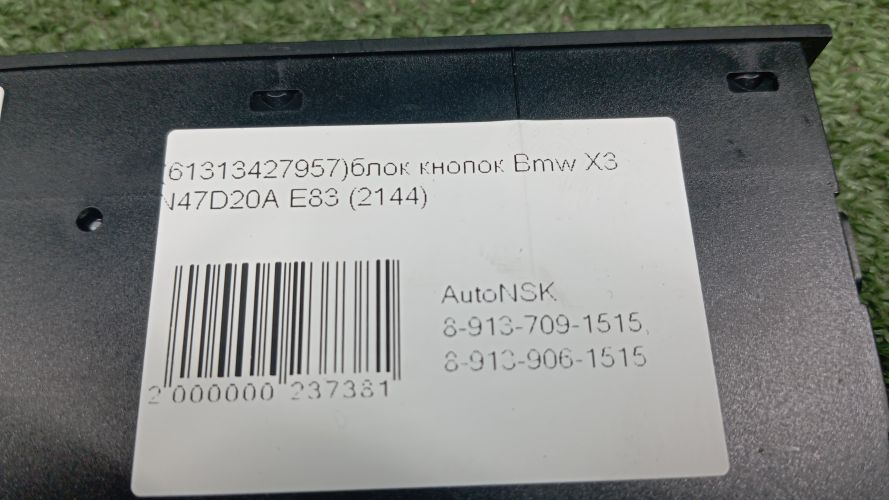 (61313427957)блок кнопок Bmw X3
N47D20A E83 (2144)
AutoNSK
8-913-709-1515,
8-913-906-1515
2 000000 237381